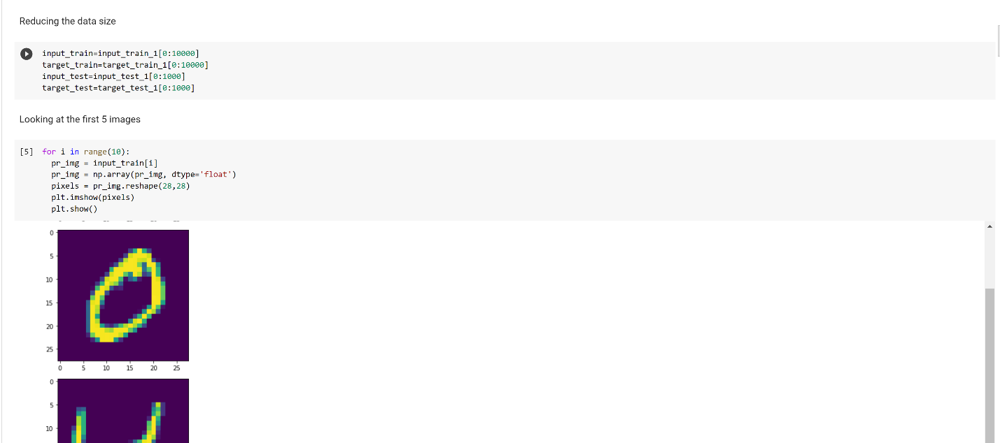 Reducing the data size
input_train=input_train_1[0:10000]
target_train=target_train_1[0:10000]
input_test=input_test_1[0:1000]
target_test=target_test_1[0:1000]
Looking at the first 5 images
[5] for i in range(10):
pr_img = input_train[i]
pr_img = np.array(pr_img, dtype='float')
pixels = pr_img.reshape(28,28)
plt.imshow(pixels)
plt.show()
0
5
10
15
20
25
0 5 10 15 20 25
0
5
10